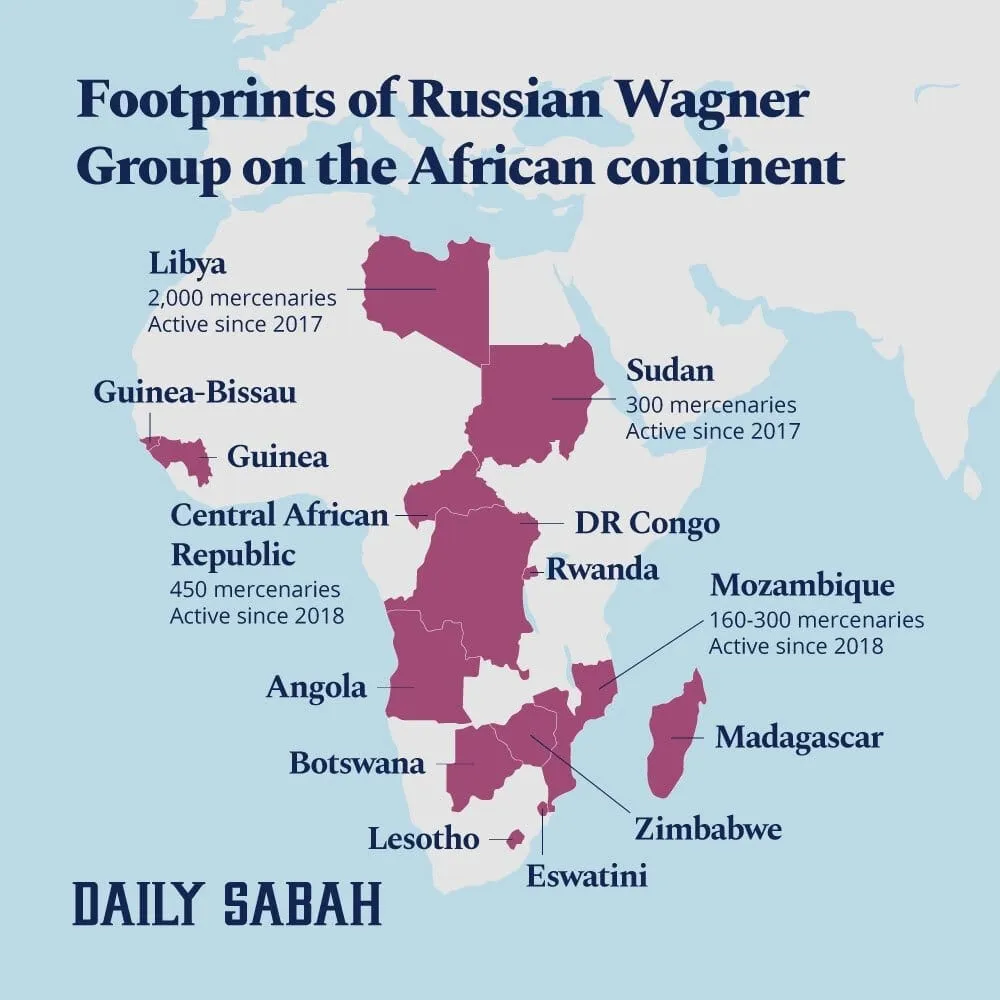 Footprints of Russian Wagner
Group on the African continent
Libya
2,000 mercenaries
Active since 2017
Sudan
300 mercenaries
Active since 2017
Guinea-Bissau
Guinea
Central African
Republic
450 mercenaries
Active since 2018
DR Congo
Rwanda
Mozambique
160-300 mercenaries
Active since 2018
Angola
Madagascar
Botswana
Zimbabwe
Lesotho
Eswatini
DAILY SABAH